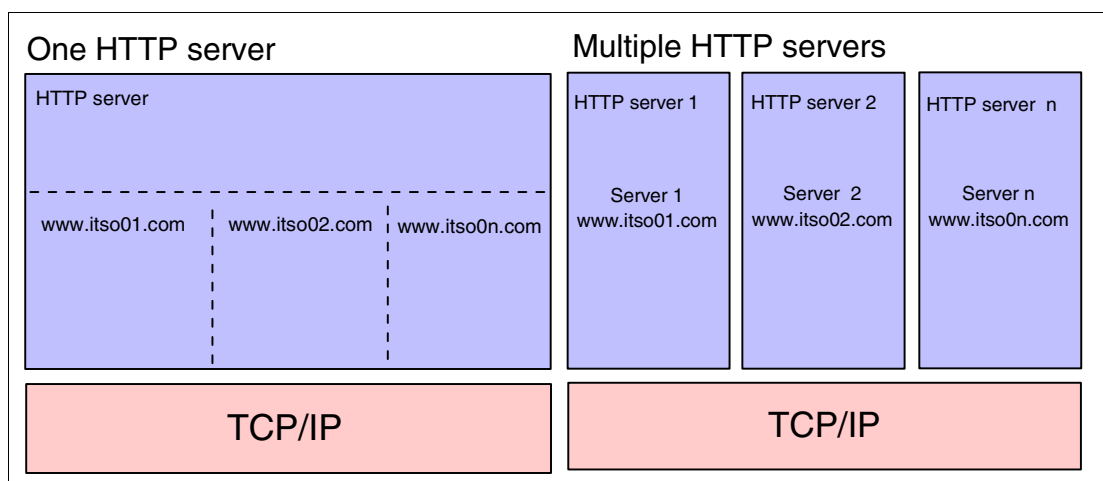 One HTTP server
HTTP server
www.itso01.com
www.itso02.com
www.itso0n.com
TCP/IP
Multiple HTTP servers
HTTP server 1
Server 1
www.itso01.com
HTTP server 2
Server 2
www.itso02.com
HTTP server n
Server n
www.itso0n.com
TCP/IP